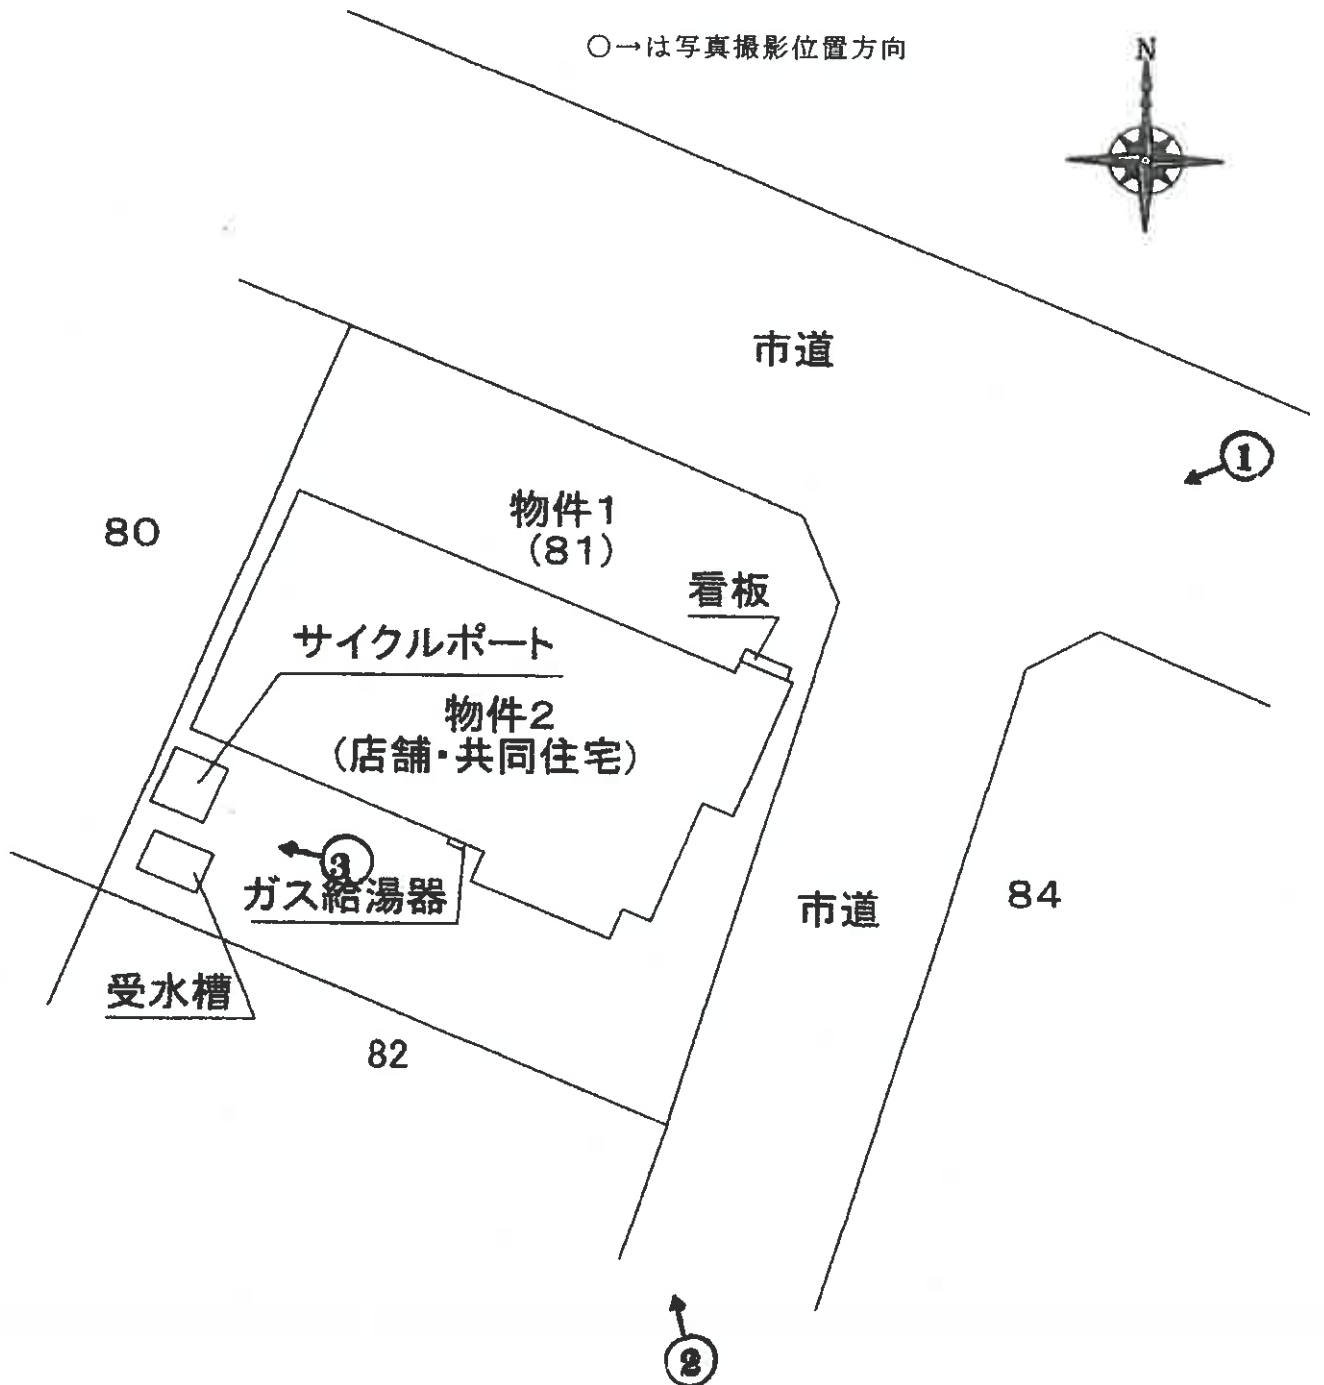 ○→は写真撮影位置方向
N
市道
①
80
物件1
(81)
看板
サイクルポート
物件2
(店舗・共同住宅)
③
ガス給湯器
市道
84
受水槽
82
②